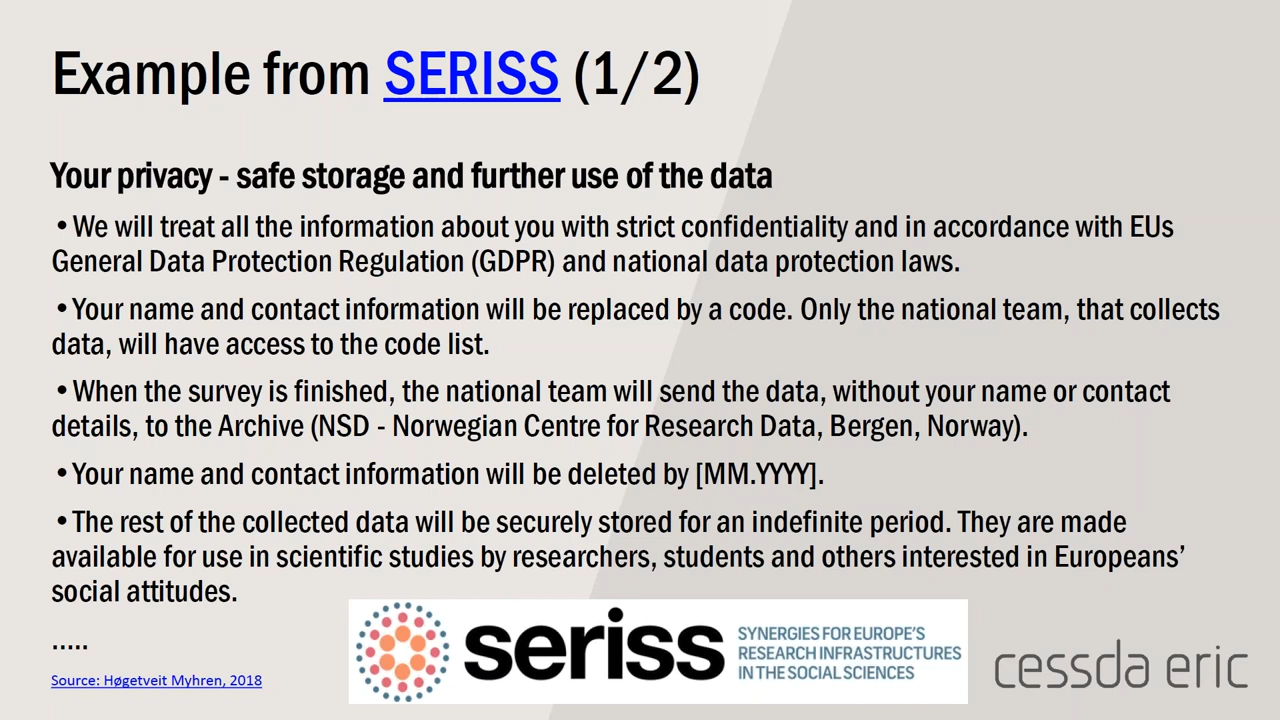 Example from SERISS (1/2)
Your privacy - safe storage and further use of the data
•We will treat all the information about you with strict confidentiality and in accordance with EUs
General Data Protection Regulation (GDPR) and national data protection laws.
•Your name and contact information will be replaced by a code. Only the national team, that collects
data, will have access to the code list.
•When the survey is finished, the national team will send the data, without your name or contact
details, to the Archive (NSD - Norwegian Centre for Research Data, Bergen, Norway).
•Your name and contact information will be deleted by [MM.YYYY].
•The rest of the collected data will be securely stored for an indefinite period. They are made
available for use in scientific studies by researchers, students and others interested in Europeans’
social attitudes.
.....
Source: Høgetveit Myhren, 2018
seriss
SYNERGIES FOR EUROPE'S
RESEARCH INFRASTRUCTURES
IN THE SOCIAL SCIENCES
cessda eric